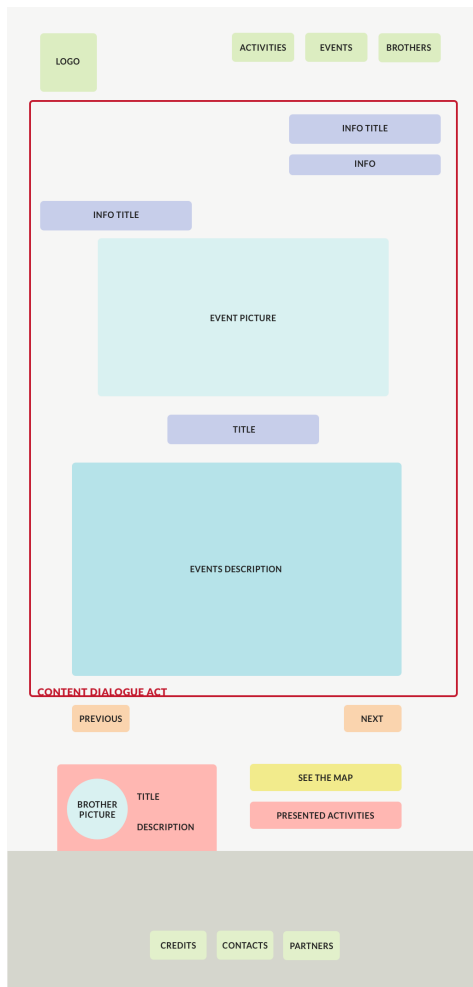 LOGO
ACTIVITIES
EVENTS
BROTHERS
INFO TITLE
INFO
INFO TITLE
EVENT PICTURE
TITLE
EVENTS DESCRIPTION
CONTENT DIALOGUE ACT
PREVIOUS
NEXT
BROTHER
PICTURE
TITLE
DESCRIPTION
SEE THE MAP
PRESENTED ACTIVITIES
CREDITS
CONTACTS
PARTNERS